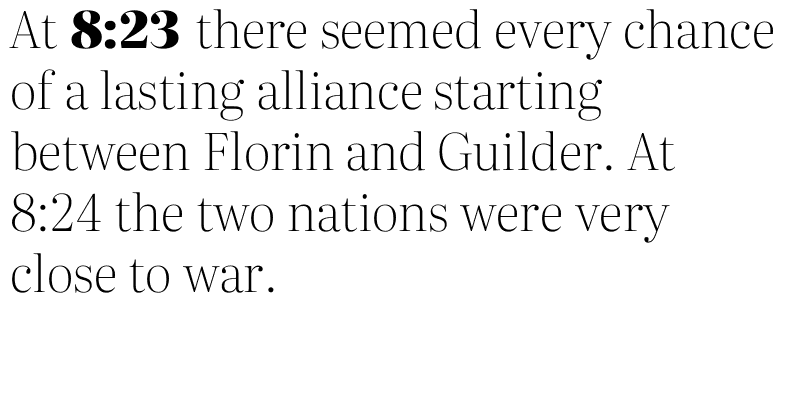 At 8:23 there seemed every chance
of a lasting alliance starting
between Florin and Guilder. At
8:24 the two nations were very
close to war.